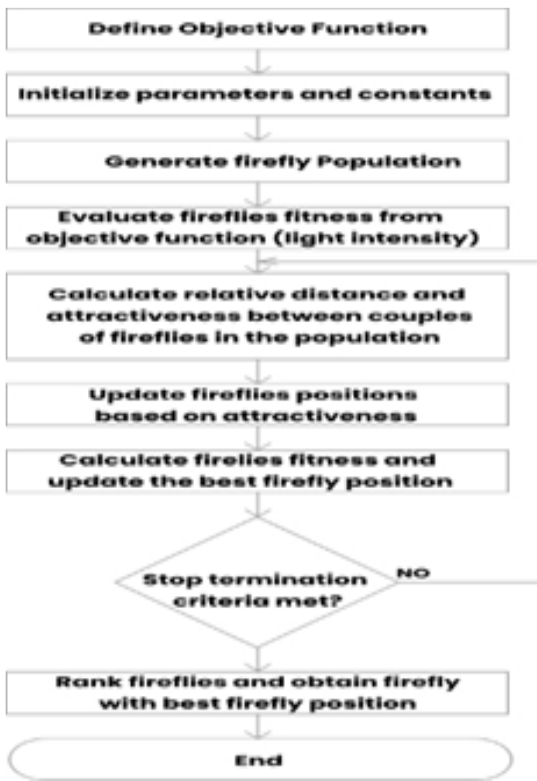 Define Objective Function
Initialize parameters and constants
Generate firefly Population
Evaluate fireflies fitness from
objective function (light intensity)
Calculate relative distance and
attractiveness between couples
of fireflies in the population
Update fireflies positions
based on attractiveness
Calculate firelies fitness and
update the best firefly position
Stop termination
criteria met?
NO
Rank fireflies and obtain firefly
with best firefly position
End